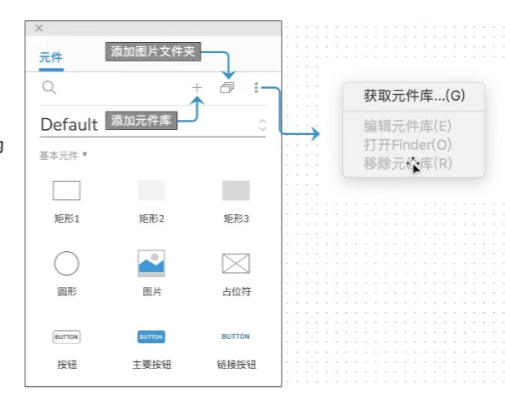 元件
添加图片文件夹
Default
添加元件库
基本元件
矩形1
矩形2
矩形3
圆形
图片
占位符
BUTTON
BUTTON
BUTTON
按钮
主要按钮
链接按钮
获取元件库...(G)
编辑元件库(E)
打开Finder(O)
移除元件库(R)